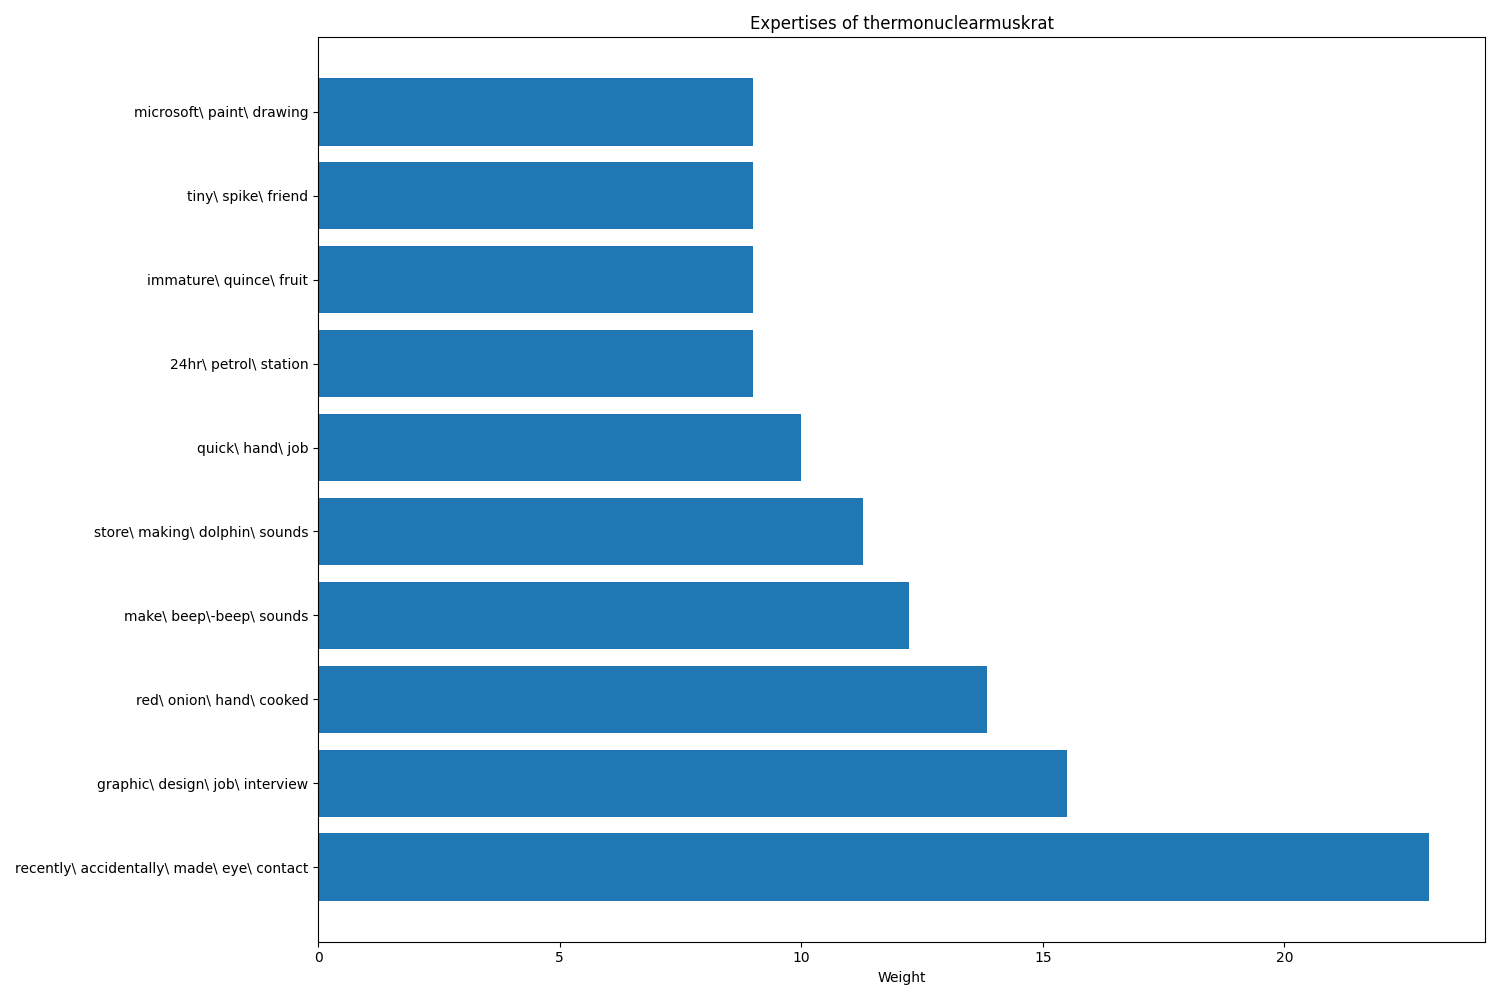 Expertises of thermonuclearmuskrat
microsoft\ paint\ drawing
tiny\ spike\ friend
immature\ quince\ fruit
24hr\ petrol\ station
quick\ hand\ job
store\ making\ dolphin\ sounds
make\ beep\-beep\ sounds
red\ onion\ hand\ cooked
graphic\ design\ job\ interview
recently\ accidentally\ made\ eye\ contact
0 5 10 15 20
Weight